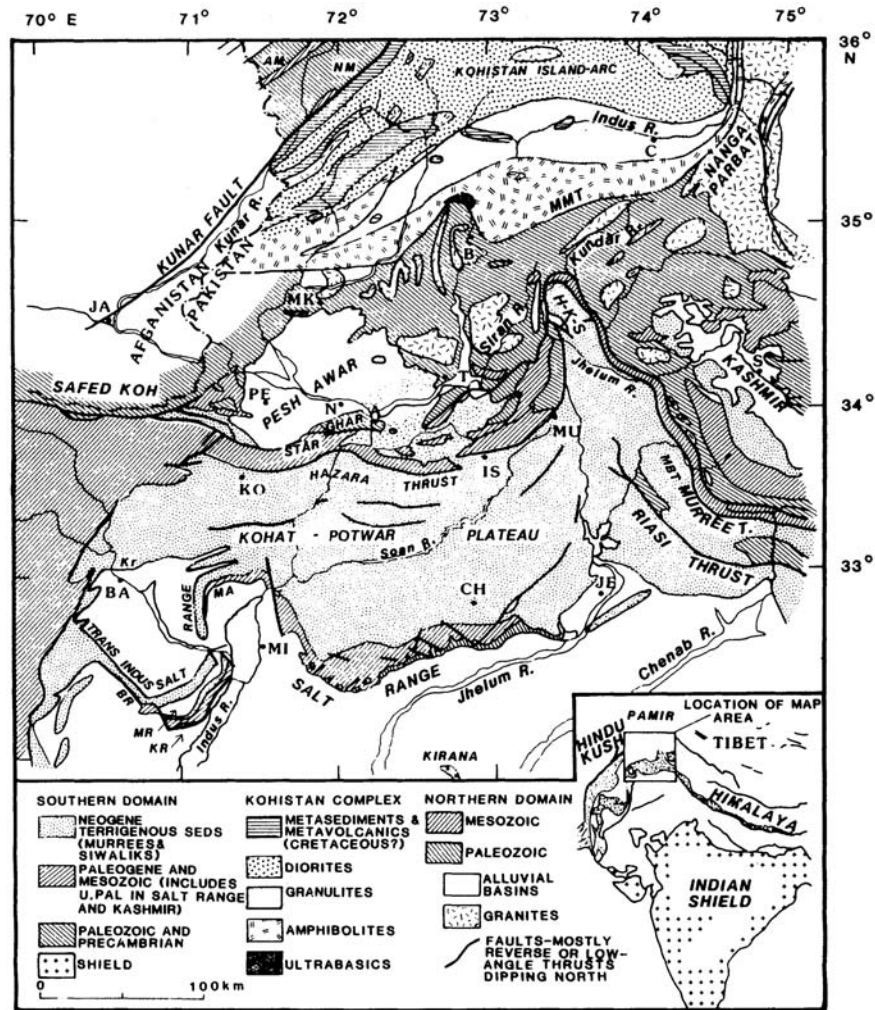 70° E 71° 72° 73° 74° 75°
36° N
AM
NM
KOHISTAN ISLAND-ARC
Indus R.
C
NANGA PARBAT
KUNAR FAULT
Kunar R.
MMT
35°
B
Kundar R.
AFGANISTAN
PAKISTAN
MK
JA
Siran R.
H-K-S
S
KASHMIR
Jhelum R.
SAFED KOH
PE
PESHAWAR
T
N
A
34°
STAR GHAR
MU
HAZARA THRUST
IS
KO
MBT
MURREE T.
KOHAT - POTWAR PLATEAU
Soan R.
RIASI THRUST
33°
Kr
BA
RANGE
MA
CH
JE
MI
TRANS INDUS SALT
BR
SALT RANGE
Jhelum R.
Chenab R.
MR
KR
Indus R.
KIRANA
LOCATION OF MAP AREA
PAMIR
HINDU KUSH
TIBET
HIMALAYA
INDIAN SHIELD
SOUTHERN DOMAIN
NEOGENE
TERRIGENOUS SEDS
(MURREES&
SIWALIKS)
PALEOGENE AND
MESOZOIC (INCLUDES
U.PAL IN SALT RANGE
AND KASHMIR)
PALEOZOIC AND
PRECAMBRIAN
SHIELD
0 100km
KOHISTAN COMPLEX
METASEDIMENTS &
METAVOLCANICS
(CRETACEOUS?)
DIORITES
GRANULITES
AMPHIBOLITES
ULTRABASICS
NORTHERN DOMAIN
MESOZOIC
PALEOZOIC
ALLUVIAL
BASINS
GRANITES
FAULTS-MOSTLY
REVERSE OR LOW-
ANGLE THRUSTS
DIPPING NORTH